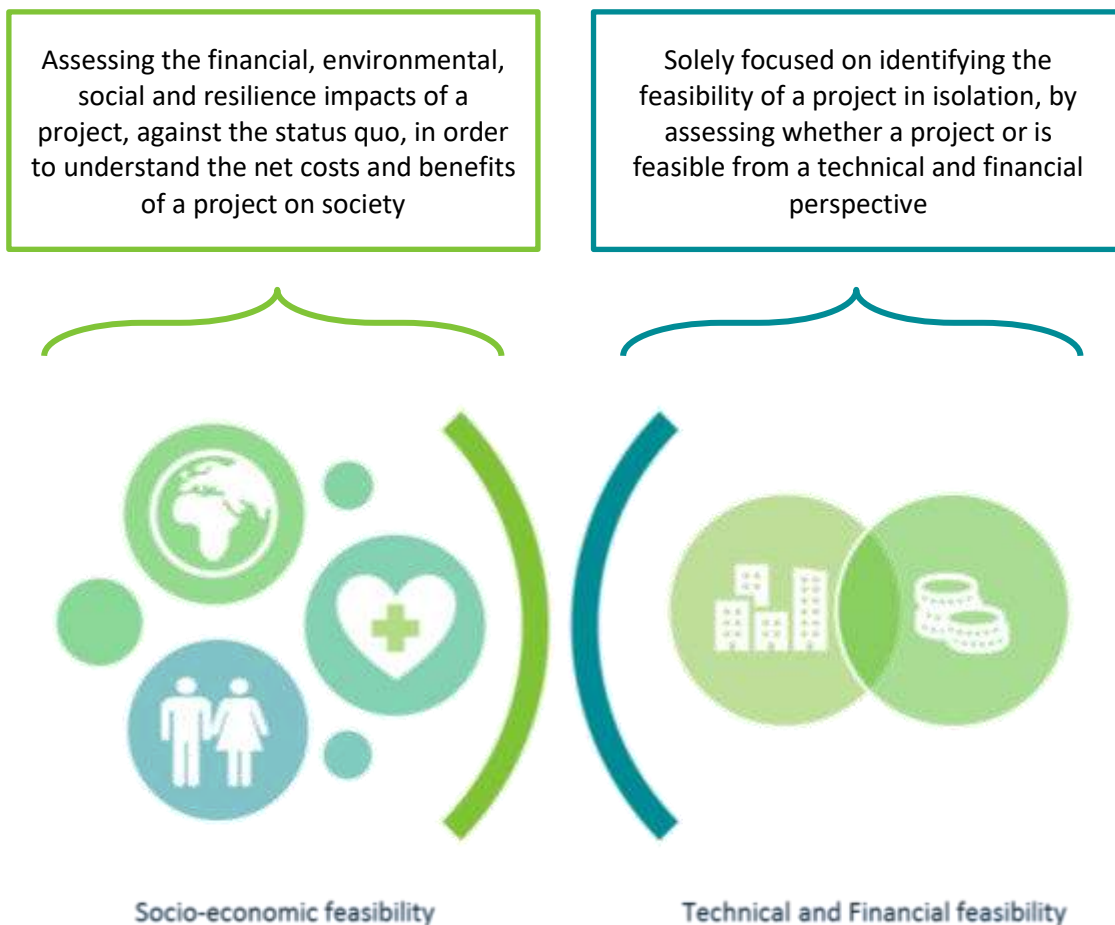 Assessing the financial, environmental,
social and resilience impacts of a
project, against the status quo, in order
to understand the net costs and benefits
of a project on society
Solely focused on identifying the
feasibility of a project in isolation, by
assessing whether a project or is
feasible from a technical and financial
perspective
Socio-economic feasibility
Technical and Financial feasibility